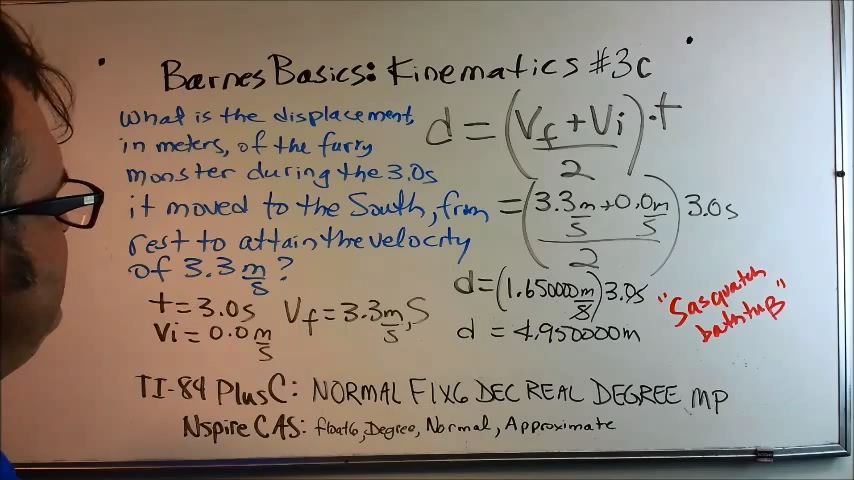 Barnes Basics: Kinematics #3c
What is the displacement,
in meters, of the furry
monster during the 3.0s
it moved to the South, from
rest to attain the velocity
of 3.3 m/s?
t = 3.0s
Vi = 0.0 m/s
Vf = 3.3 m/s, S
d = ((Vf + Vi)/2) · t
= ((3.3 m/s + 0.0 m/s)/2) 3.0s
d = (1.650000 m/s) 3.0s
d = 4.950000m
"Sasquatch
bathtub"
TI-84 Plus C: NORMAL FIX6 DEC REAL DEGREE MP
Nspire CAS: float6, Degree, Normal, Approximate